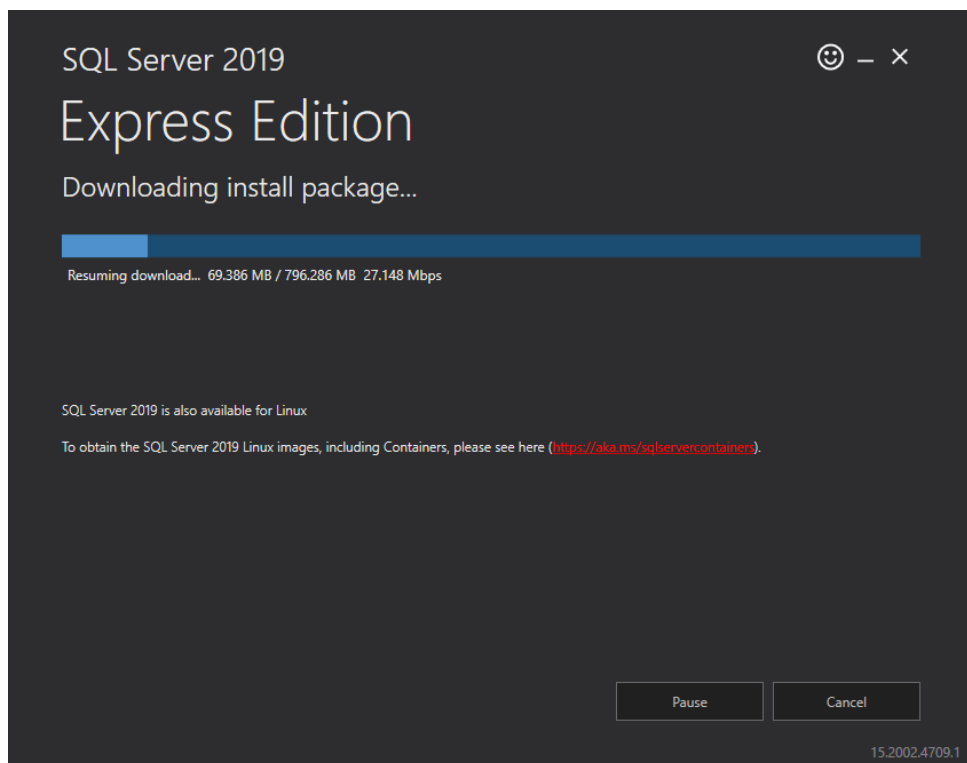 SQL Server 2019
Express Edition
Downloading install package...
Resuming download... 69.386 MB / 796.286 MB 27.148 Mbps
SQL Server 2019 is also available for Linux
To obtain the SQL Server 2019 Linux images, including Containers, please see here (https://aka.ms/sqlservercontainers).
Pause
Cancel
15.2002.4709.1